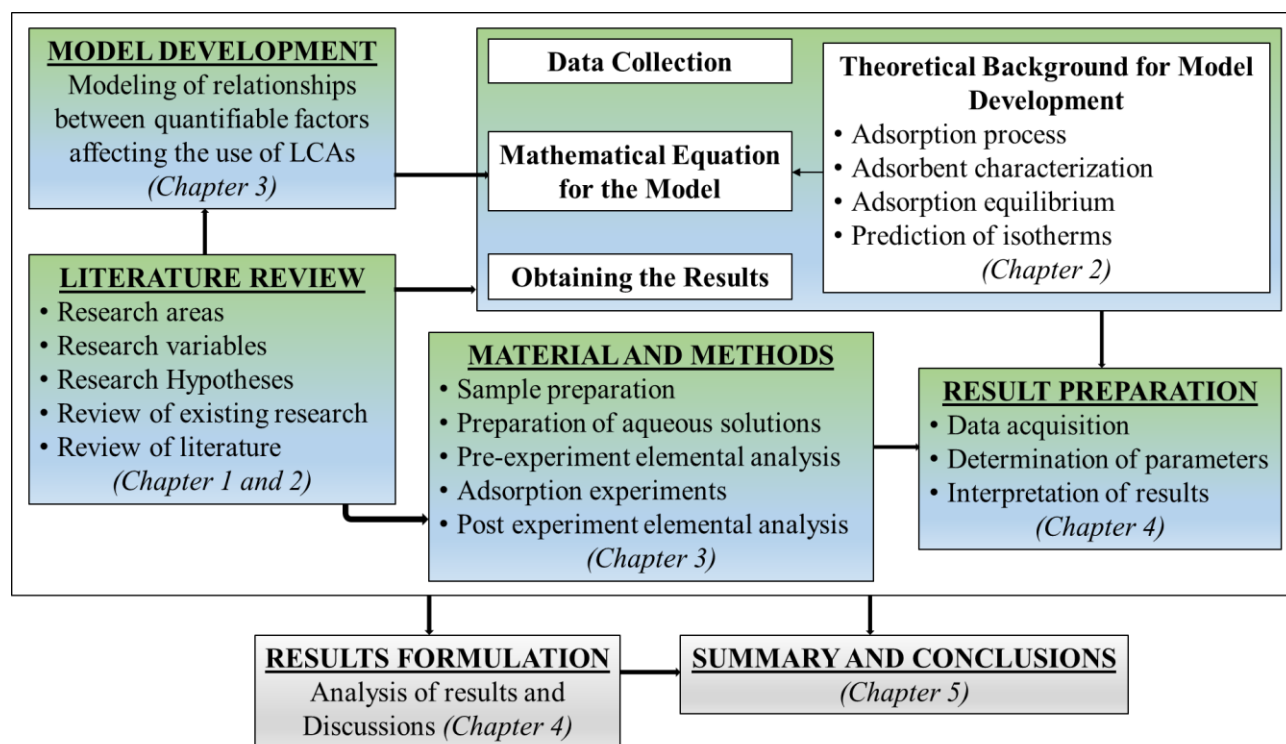 MODEL DEVELOPMENT
Modeling of relationships
between quantifiable factors
affecting the use of LCAs
(Chapter 3)
Data Collection
Mathematical Equation
for the Model
Obtaining the Results
Theoretical Background for Model
Development
• Adsorption process
• Adsorbent characterization
• Adsorption equilibrium
• Prediction of isotherms
(Chapter 2)
LITERATURE REVIEW
• Research areas
• Research variables
• Research Hypotheses
• Review of existing research
• Review of literature
(Chapter 1 and 2)
MATERIAL AND METHODS
• Sample preparation
• Preparation of aqueous solutions
• Pre-experiment elemental analysis
• Adsorption experiments
• Post experiment elemental analysis
(Chapter 3)
RESULT PREPARATION
• Data acquisition
• Determination of parameters
• Interpretation of results
(Chapter 4)
RESULTS FORMULATION
Analysis of results and
Discussions (Chapter 4)
SUMMARY AND CONCLUSIONS
(Chapter 5)